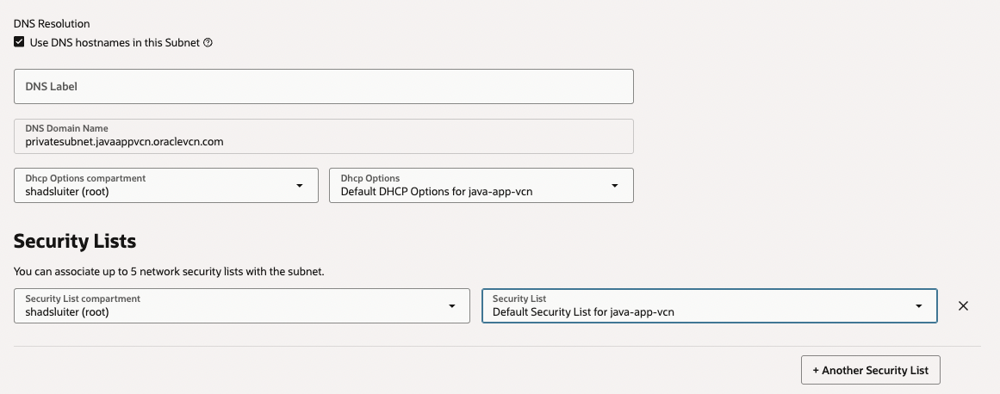 DNS Resolution
Use DNS hostnames in this Subnet
DNS Label
DNS Domain Name
privatesubnet.javaappvcn.oraclevcn.com
Dhcp Options compartment
shadsluiter (root)
Dhcp Options
Default DHCP Options for java-app-vcn
Security Lists
You can associate up to 5 network security lists with the subnet.
Security List compartment
shadsluiter (root)
Security List
Default Security List for java-app-vcn
+ Another Security List